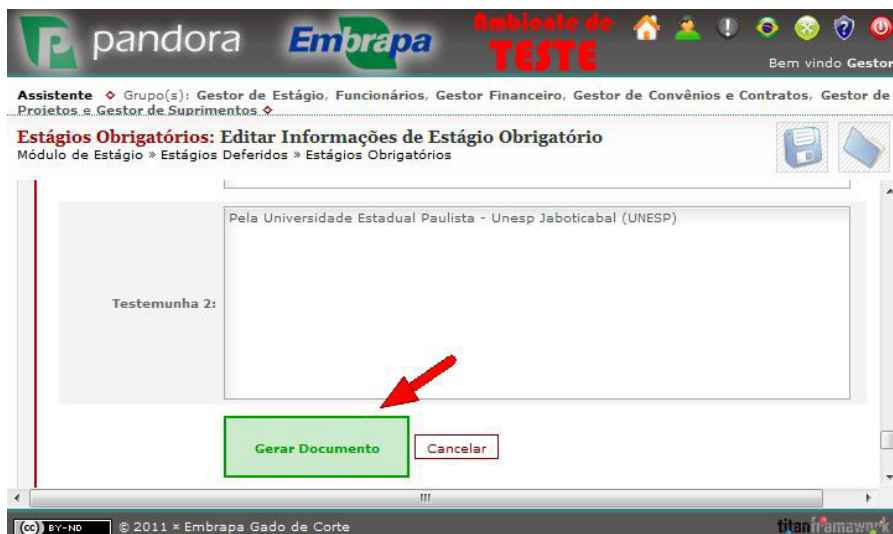 pandora Embrapa Ambiente de
TESTE
Bem vindo Gestor
Assistente ❖ Grupo(s): Gestor de Estágio, Funcionários, Gestor Financeiro, Gestor de Convênios e Contratos, Gestor de
Projetos e Gestor de Suprimentos ❖
Estágios Obrigatórios: Editar Informações de Estágio Obrigatório
Módulo de Estágio » Estágios Deferidos » Estágios Obrigatórios
Pela Universidade Estadual Paulista - Unesp Jaboticabal (UNESP)
Testemunha 2:
Gerar Documento Cancelar
(cc) BY-ND © 2011 × Embrapa Gado de Corte titanframework